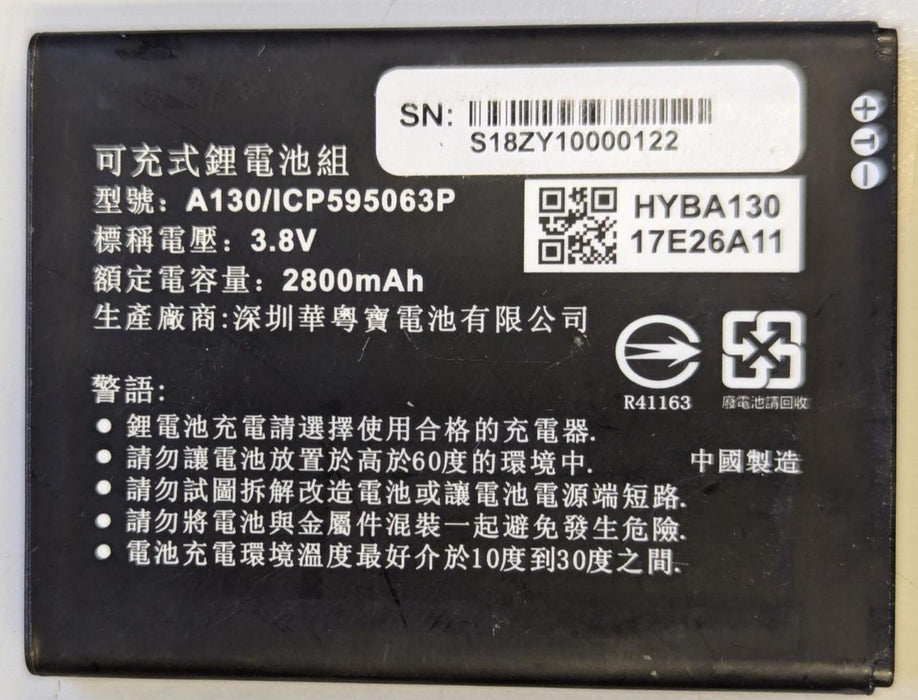 SN:
S18ZY10000122
可充式鋰電池組
型號：A130/ICP595063P
標稱電壓：3.8V
額定電容量：2800mAh
生產廠商:深圳華粵寶電池有限公司
HYBA130
17E26A11
+
T
−
R41163
廢電池請回收
警語:
● 鋰電池充電請選擇使用合格的充電器.
● 請勿讓電池放置於高於60度的環境中.
中國製造
● 請勿試圖拆解改造電池或讓電池電源端短路.
● 請勿將電池與金屬件混裝一起避免發生危險.
● 電池充電環境溫度最好介於10度到30度之間.